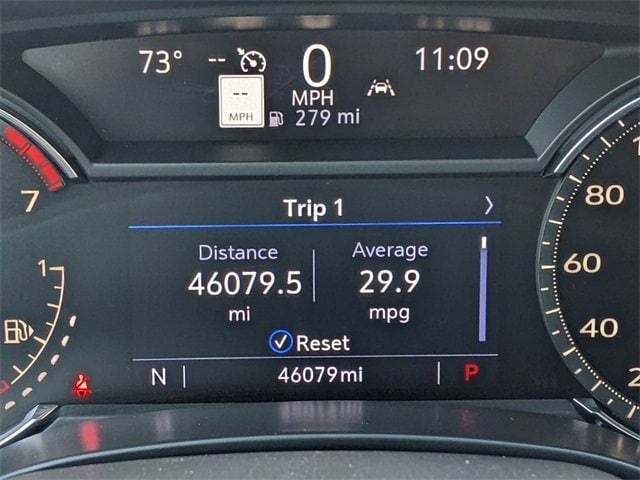 73° -- 0 11:09
--
MPH
MPH
279 mi
7
Trip 1
80
Distance Average
46079.5 29.9
mi mpg
1
60
Reset
40
N 46079mi P
2